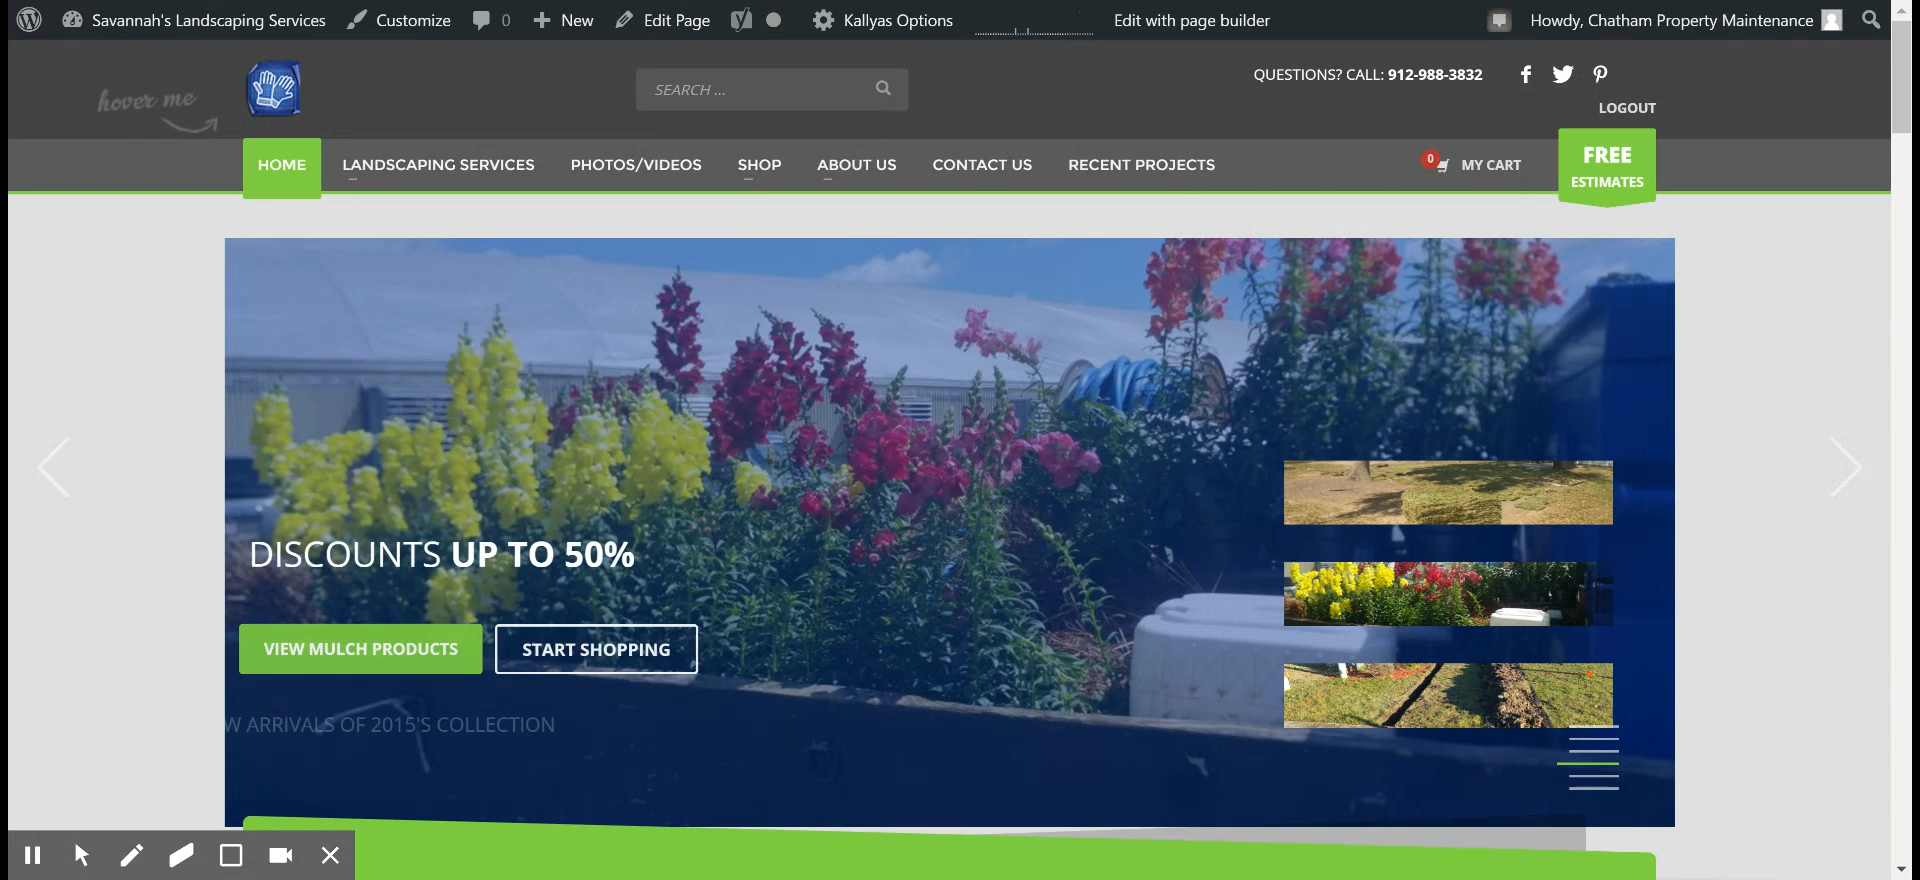 Savannah's Landscaping Services Customize 0 New Edit Page Kallyas Options Edit with page builder Howdy, Chatham Property Maintenance
hover me
SEARCH ...
QUESTIONS? CALL: 912-988-3832
LOGOUT
HOME LANDSCAPING SERVICES PHOTOS/VIDEOS SHOP ABOUT US CONTACT US RECENT PROJECTS 0 MY CART
FREE
ESTIMATES
DISCOUNTS UP TO 50%
VIEW MULCH PRODUCTS START SHOPPING
W ARRIVALS OF 2015'S COLLECTION